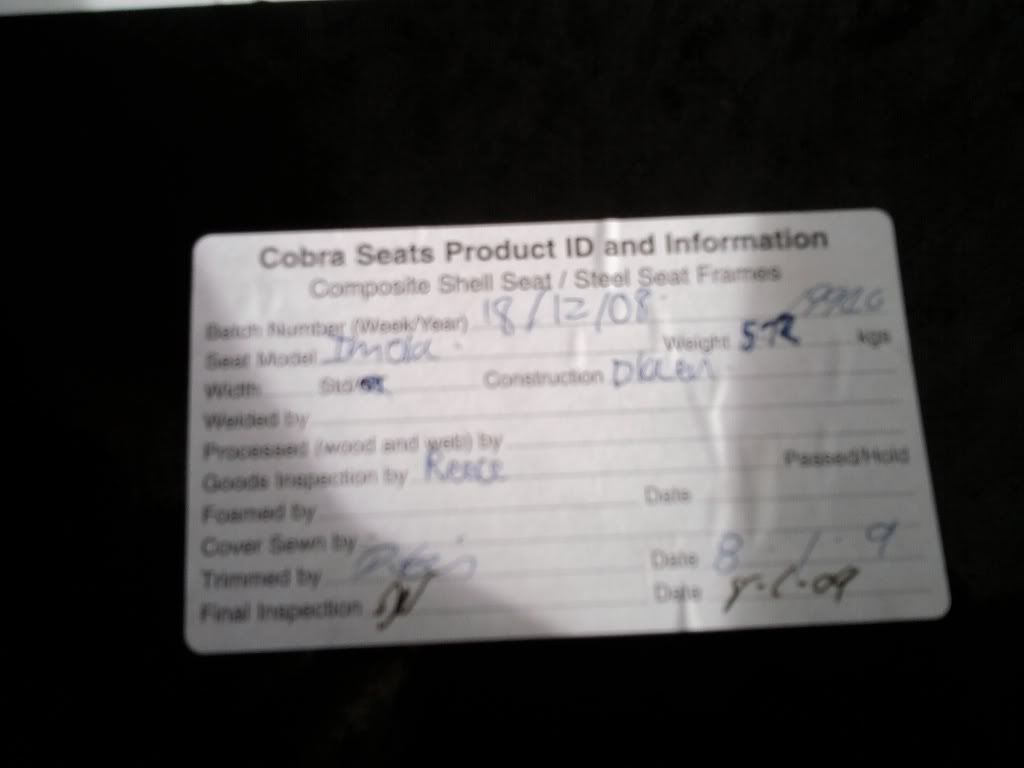 Cobra Seats Product ID and Information
Composite Shell Seat / Steel Seat Frames
Batch Number (Week/Year) 18/12/08
Seat Model Imola Weight kgs
Width Std Construction
Welded by
Processed (wood and web) by
Goods Inspection by Reece Passed/Hold
Foamed by Date
Cover Sewn by
Trimmed by Date 8 . 1 . 9
Final Inspection Date 8.1.09